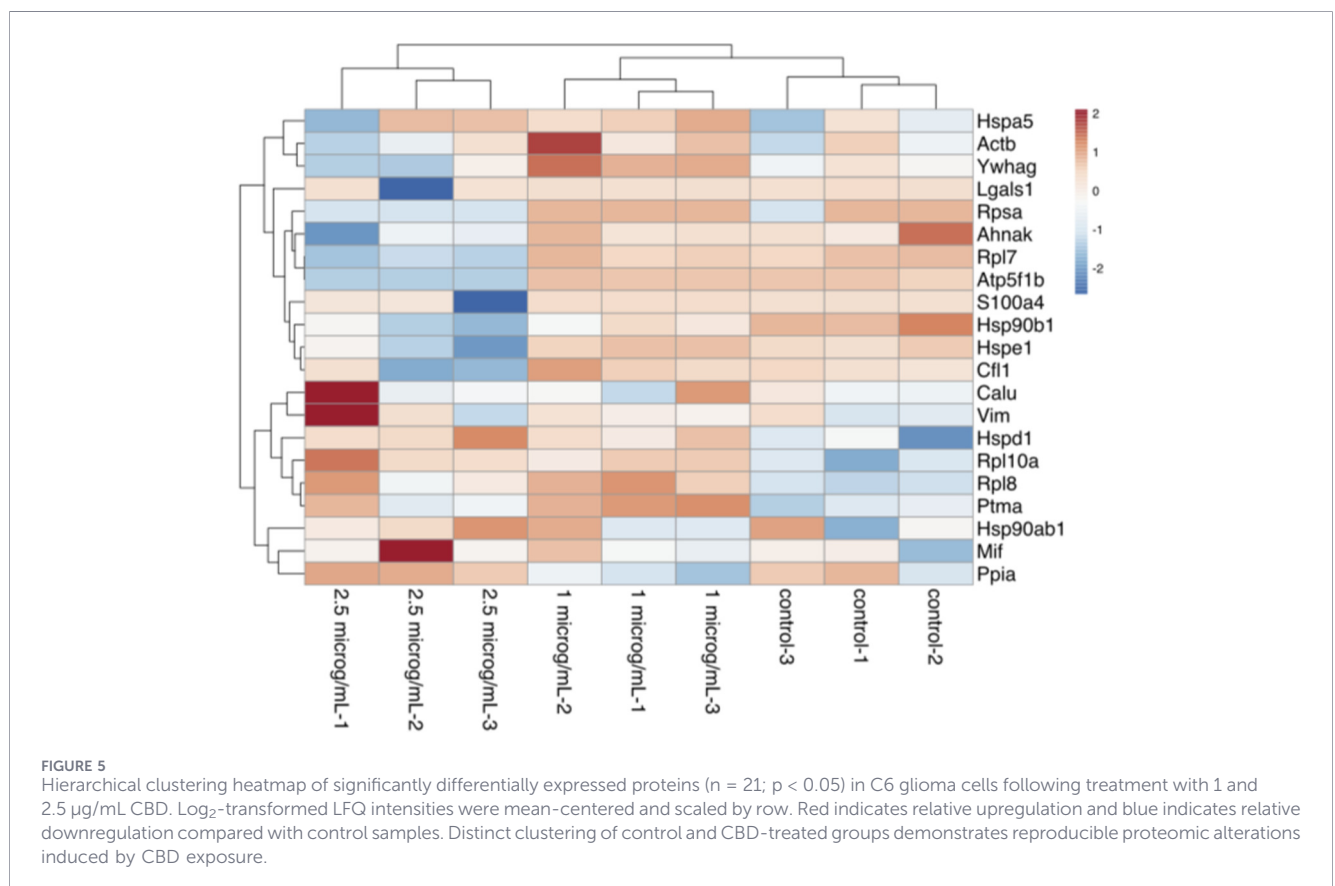 Hspa5
2
Actb
1
Ywhag
Lgals1
0
Rpsa
-1
Ahnak
Rpl7
-2
Atp5f1b
S100a4
Hsp90b1
Hspe1
Cfl1
Calu
Vim
Hspd1
Rpl10a
Rpl8
Ptma
Hsp90ab1
Mif
Ppia
2.5 microg/mL-1
2.5 microg/mL-2
2.5 microg/mL-3
1 microg/mL-2
1 microg/mL-1
1 microg/mL-3
control-3
control-1
control-2
FIGURE 5
Hierarchical clustering heatmap of significantly differentially expressed proteins (n = 21; p < 0.05) in C6 glioma cells following treatment with 1 and
2.5 µg/mL CBD. Log₂-transformed LFQ intensities were mean-centered and scaled by row. Red indicates relative upregulation and blue indicates relative
downregulation compared with control samples. Distinct clustering of control and CBD-treated groups demonstrates reproducible proteomic alterations
induced by CBD exposure.